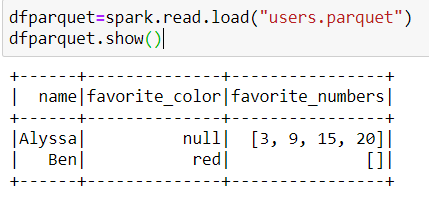 dfparquet=spark.read.load("users.parquet")
dfparquet.show()
+------+--------------+----------------+
|  name|favorite_color|favorite_numbers|
+------+--------------+----------------+
|Alyssa|          null|  [3, 9, 15, 20]|
|   Ben|           red|              []|
+------+--------------+----------------+